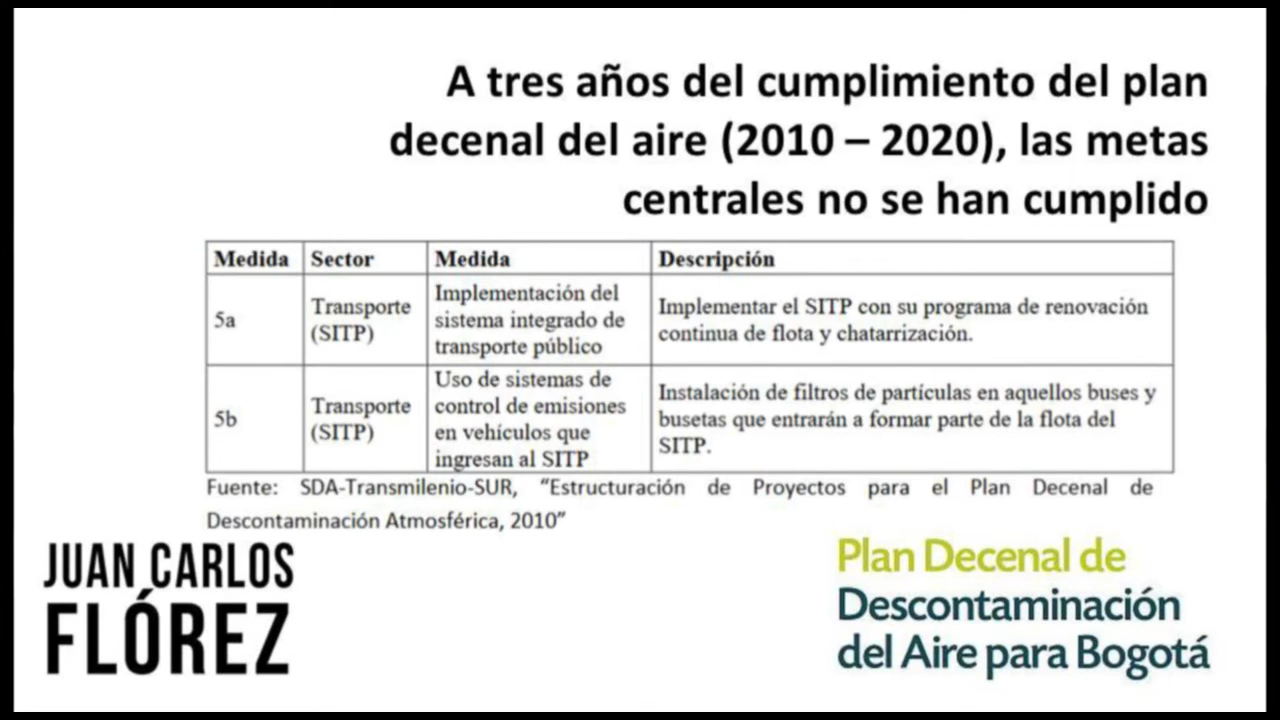 A tres años del cumplimiento del plan
decenal del aire (2010 – 2020), las metas
centrales no se han cumplido
Medida Sector Medida Descripción
5a
Transporte
(SITP)
Implementación del
sistema integrado de
transporte público
Implementar el SITP con su programa de renovación
continua de flota y chatarrización.
5b
Transporte
(SITP)
Uso de sistemas de
control de emisiones
en vehículos que
ingresan al SITP
Instalación de filtros de partículas en aquellos buses y
busetas que entrarán a formar parte de la flota del
SITP.
Fuente: SDA-Transmilenio-SUR, “Estructuración de Proyectos para el Plan Decenal de
Descontaminación Atmosférica, 2010”
JUAN CARLOS
FLÓREZ
Plan Decenal de
Descontaminación
del Aire para Bogotá